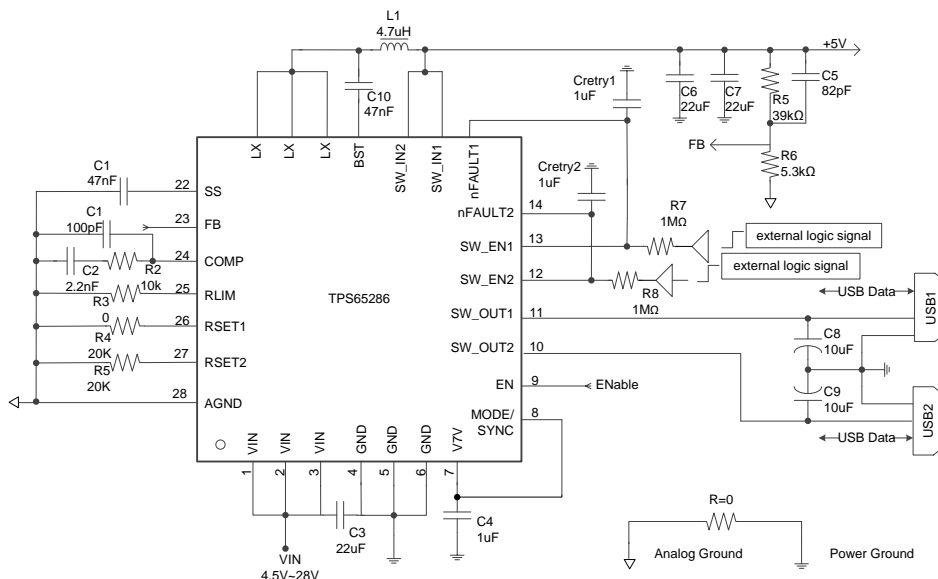 L1
4.7uH
+5V
Cretry1
1uF
C10
47nF
C6
22uF
C7
22uF
R5
39kΩ
C5
82pF
LX
LX
LX
BST
SW_IN2
SW_IN1
nFAULT1
FB
R6
5.3kΩ
C1
47nF
22
SS
Cretry2
1uF
C1
100pF
23
FB
nFAULT2
14
R7
1MΩ
external logic signal
24
COMP
SW_EN1
13
C2
2.2nF
R2
10k
25
RLIM
TPS65286
SW_EN2
12
R8
1MΩ
external logic signal
R3
0
26
RSET1
SW_OUT1
11
USB Data
USB1
R4
20K
27
RSET2
SW_OUT2
10
C8
10uF
R5
20K
28
AGND
EN
9
ENable
C9
10uF
MODE/
SYNC
8
USB Data
USB2
VIN
VIN
VIN
GND
GND
GND
V7V
1
2
3
4
5
6
7
C3
22uF
C4
1uF
VIN
4.5V~28V
R=0
Analog Ground
Power Ground